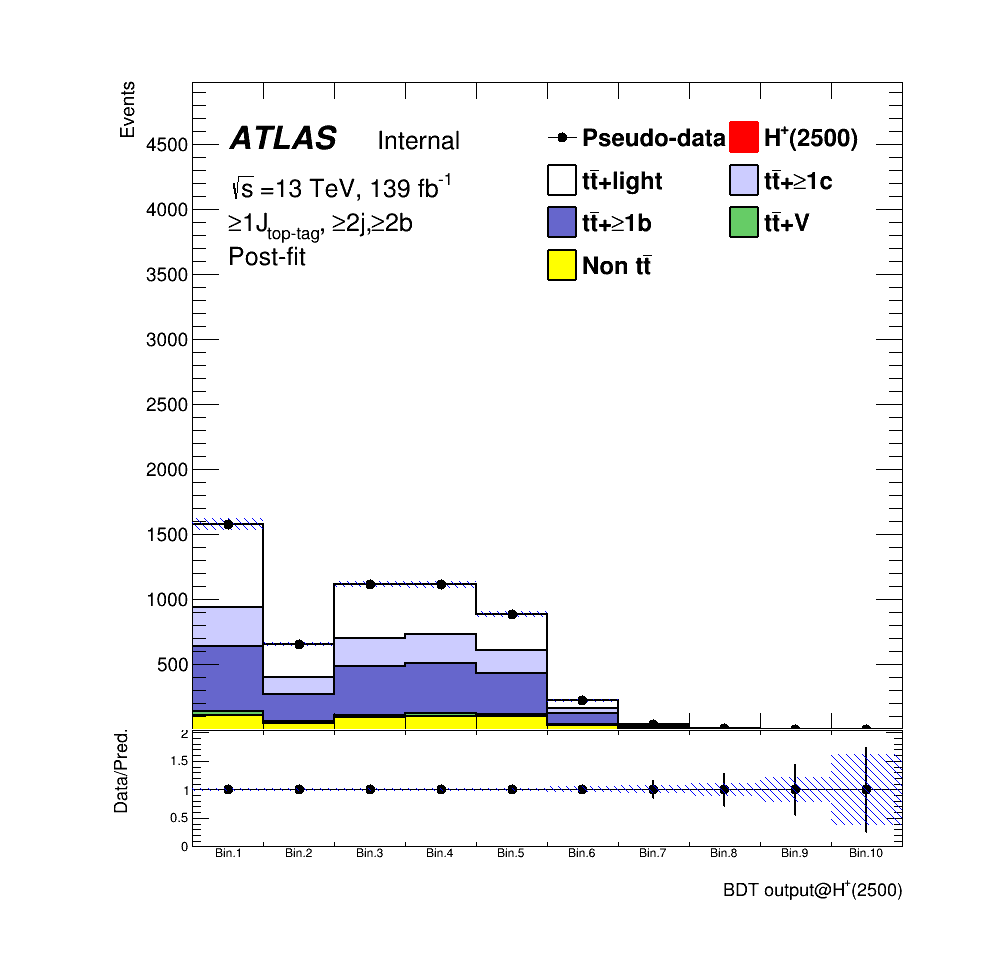 Events
4500
4000
3500
3000
2500
2000
1500
1000
500
ATLAS Internal
√s =13 TeV, 139 fb⁻¹
≥1J_top-tag, ≥2j,≥2b
Post-fit
Pseudo-data H⁺(2500)
tt̄+light tt̄+≥1c
tt̄+≥1b tt̄+V
Non tt̄
Data/Pred.
2
1.5
1
0.5
0
Bin.1 Bin.2 Bin.3 Bin.4 Bin.5 Bin.6 Bin.7 Bin.8 Bin.9 Bin.10
BDT output@H⁺(2500)